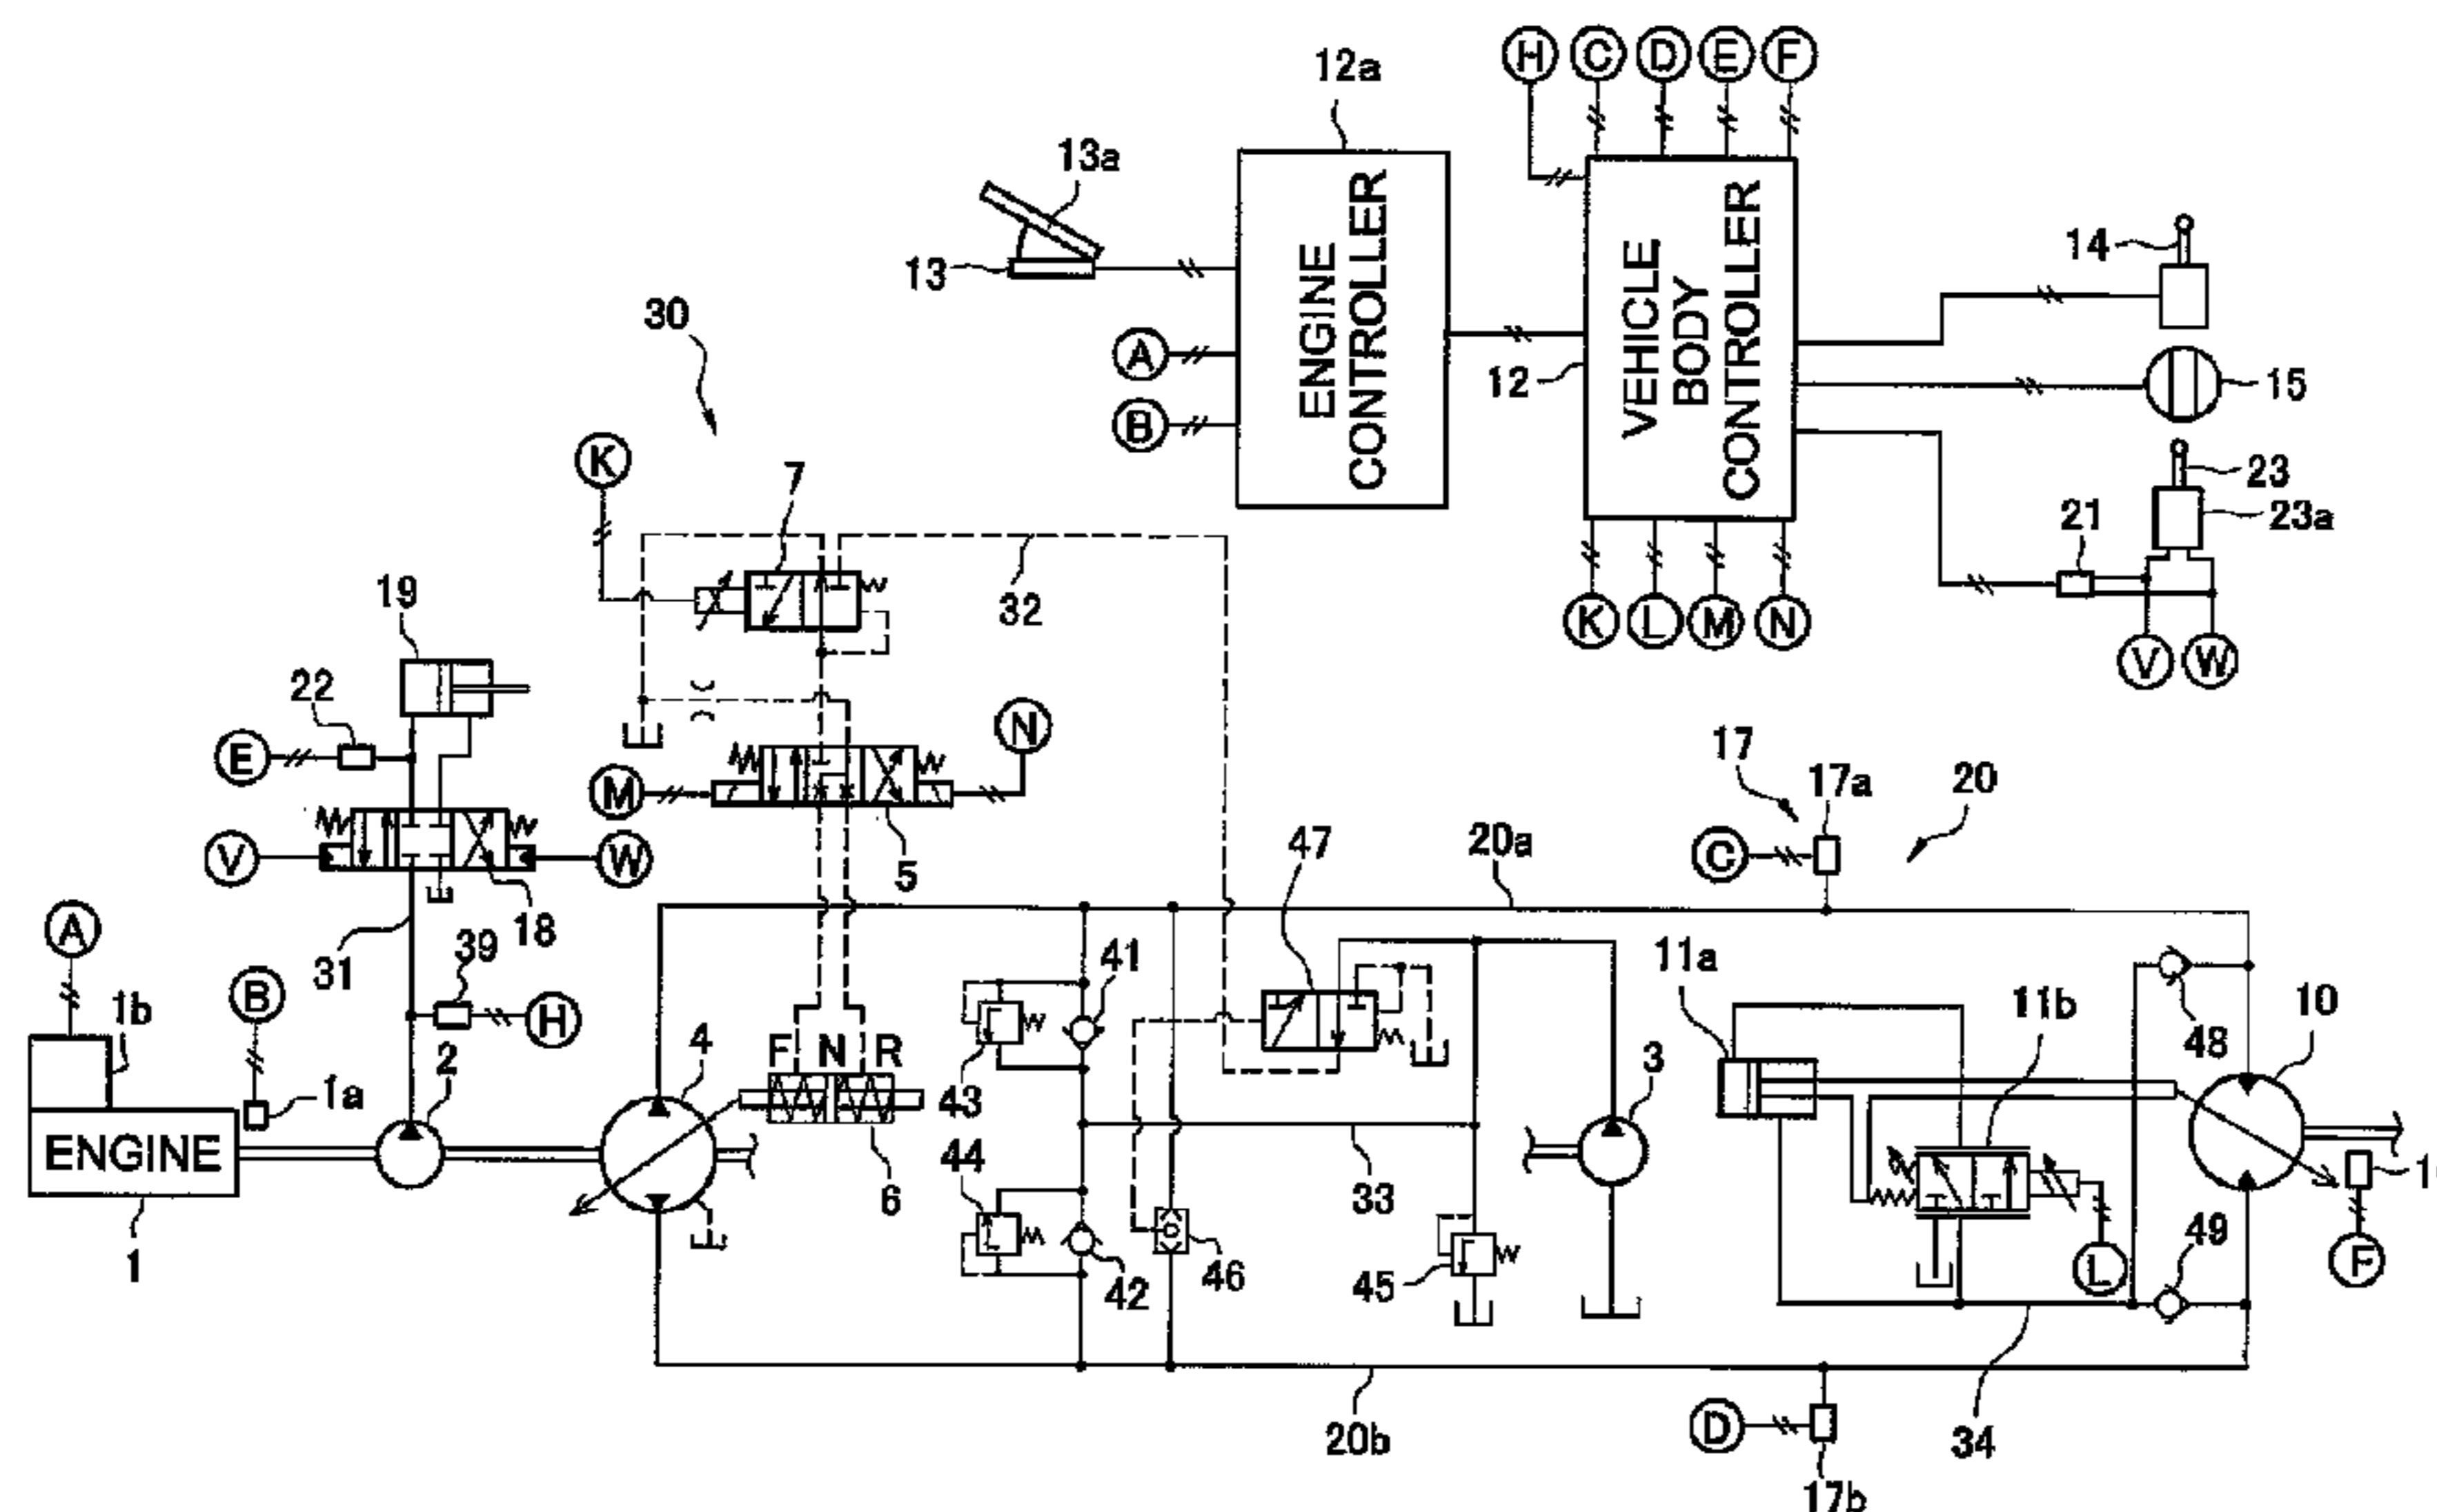 H C D E F
12a
13a
13
ENGINE
CONTROLLER
A
B
12
VEHICLE
BODY
CONTROLLER
14
15
23
23a
21
K L M N
V W
30
K
7
32
19
22
E
M
N
5
V
W
18
31
17
17a
20
C
47
20a
A
1b
B
39
H
1a
2
4
F N R
6
41
43
44
42
46
33
3
45
11a
11b
48
10
49
L
F
ENGINE
1
20b
34
D
17b